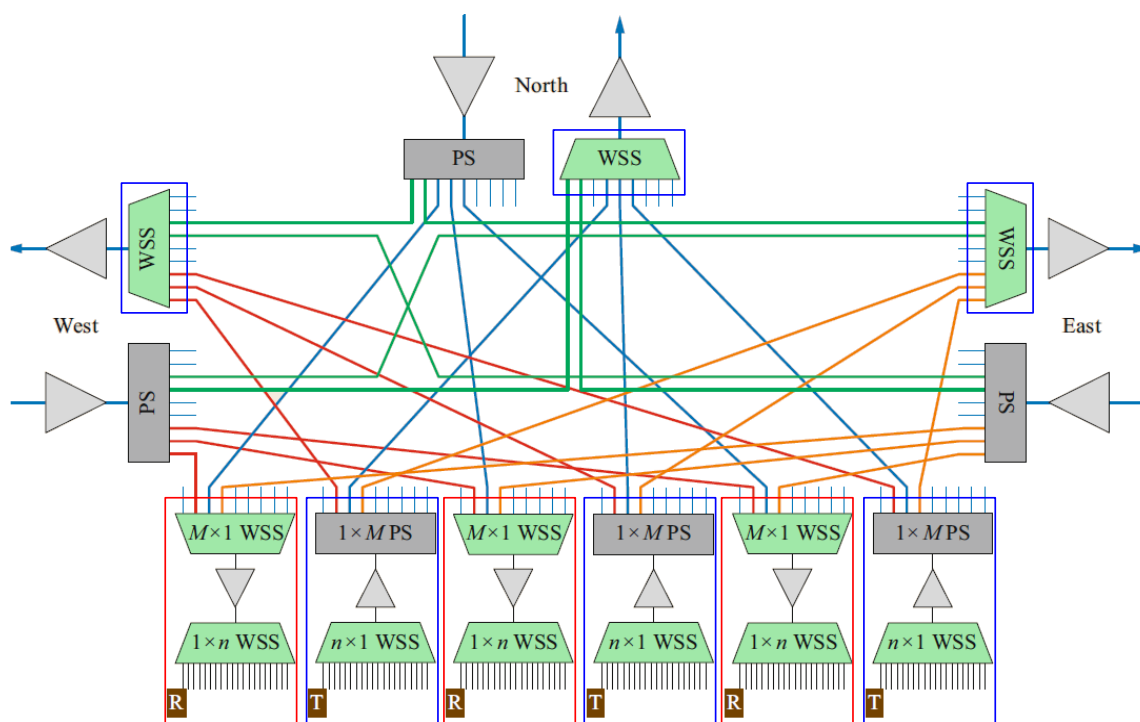 North
PS
WSS
WSS
WSS
West
East
PS
PS
M×1 WSS
1×M PS
M×1 WSS
1×M PS
M×1 WSS
1×M PS
1×n WSS
n×1 WSS
1×n WSS
n×1 WSS
1×n WSS
n×1 WSS
R
T
R
T
R
T